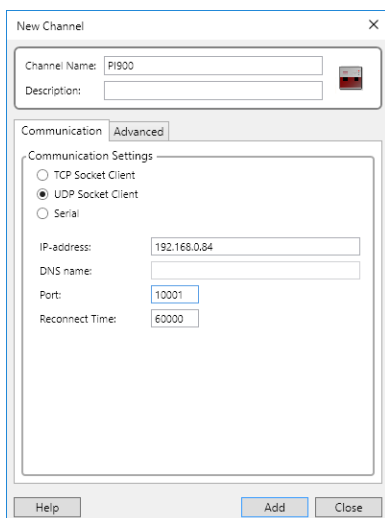 New Channel
Channel Name: PI900
Description:
Communication Advanced
Communication Settings
TCP Socket Client
UDP Socket Client
Serial
IP-address: 192.168.0.84
DNS name:
Port: 10001
Reconnect Time: 60000
Help Add Close